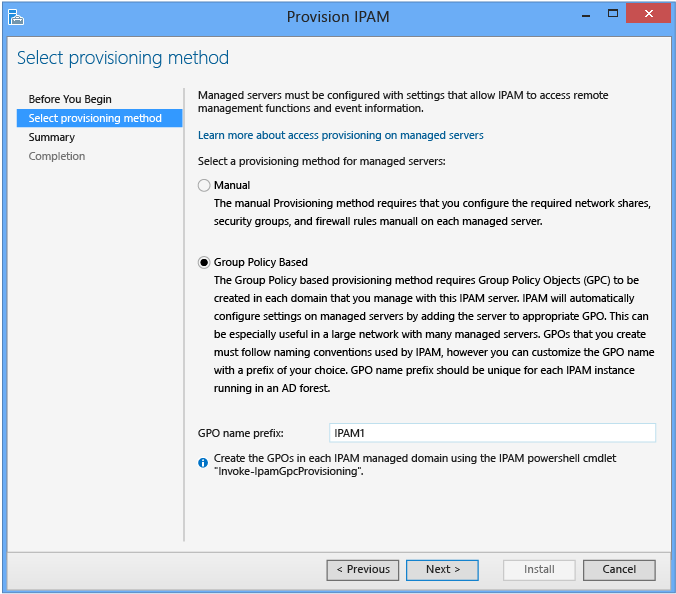 Provision IPAM
Select provisioning method
Before You Begin
Select provisioning method
Summary
Completion
Managed servers must be configured with settings that allow IPAM to access remote
management functions and event information.
Learn more about access provisioning on managed servers
Select a provisioning method for managed servers:
Manual
The manual Provisioning method requires that you configure the required network shares,
security groups, and firewall rules manuall on each managed server.
Group Policy Based
The Group Policy based provisioning method requires Group Policy Objects (GPC) to be
created in each domain that you manage with this IPAM server. IPAM will automatically
configure settings on managed servers by adding the server to appropriate GPO. This can
be especially useful in a large network with many managed servers. GPOs that you create
must follow naming conventions used by IPAM, however you can customize the GPO name
with a prefix of your choice. GPO name prefix should be unique for each IPAM instance
running in an AD forest.
GPO name prefix:
IPAM1
Create the GPOs in each IPAM managed domain using the IPAM powershell cmdlet
"Invoke-IpamGpcProvisioning".
< Previous
Next >
Install
Cancel